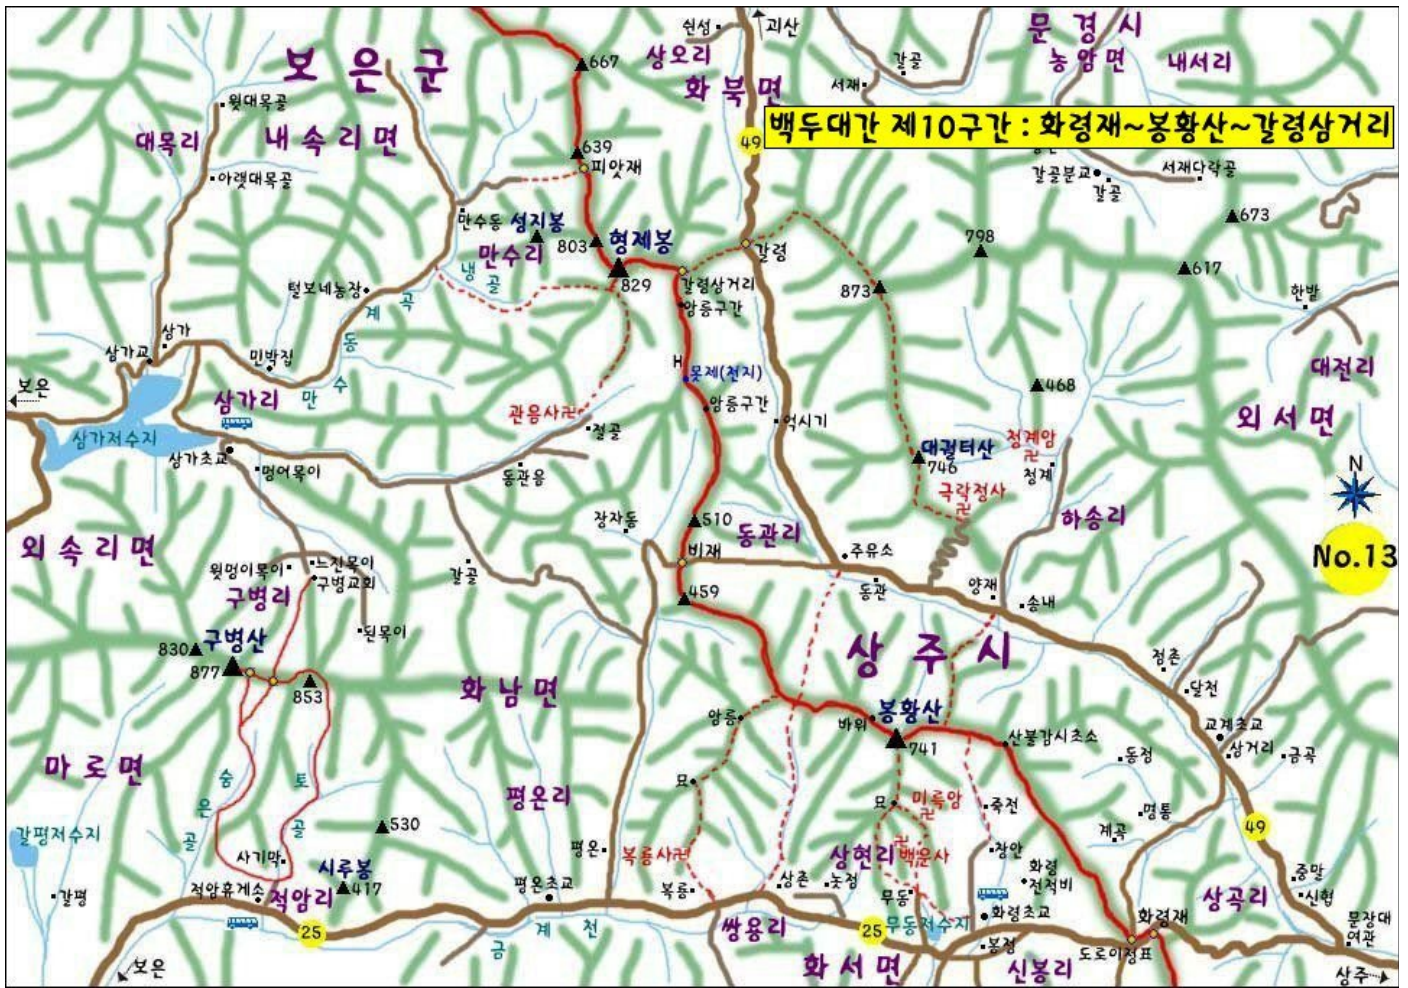 쉰섬
괴산
문경시
보은군
667
상오리
갈골
농암면
내서리
화북면
서재
윗대목골
백두대간 제10구간 : 화령재~봉황산~갈령삼거리
대목리
내속리면
639
49
피앗재
갈골분교
갈골
서재다락골
아랫대목골
만수동
성지봉
673
803
형제봉
798
만수리
갈령
냉골
829
갈령삼거리
617
털보네농장
873
한밭
계곡
암릉구간
삼가
동
삼가교
민박집
H
못제(천지)
대전리
보은
수
468
삼가리
만
관음사
암릉구간
외서면
절골
억시기
삼가저수지
대궐터산
청계암
삼가초교
746
청계
멍어목이
동관음
극락정사
N
장자동
510
동관리
하송리
외속리면
비재
주유소
No.13
윗멍이목이
느진목이
갈골
구병교회
동관
양재
구병리
459
송내
된목이
구병산
830
상주시
877
점촌
853
화남면
달천
암릉
바위
봉황산
교계초교
741
산불감시초소
삼거리
금곡
동정
마로면
숨은골
토골
묘
평온리
묘
미륵암
죽전
명통
갈평저수지
530
계곡
49
사기막
평온
복룡사
상현리
백운사
장안
시루봉
화령
전적비
중말
적암휴게소
417
평온초교
복룡
상촌
놋점
무동
신협
갈평
적암리
상곡리
화령초교
문장대
여관
25
금계천
쌍용리
25
무동저수지
화령재
봉정
도로이정표
보은
화서면
신봉리
상주